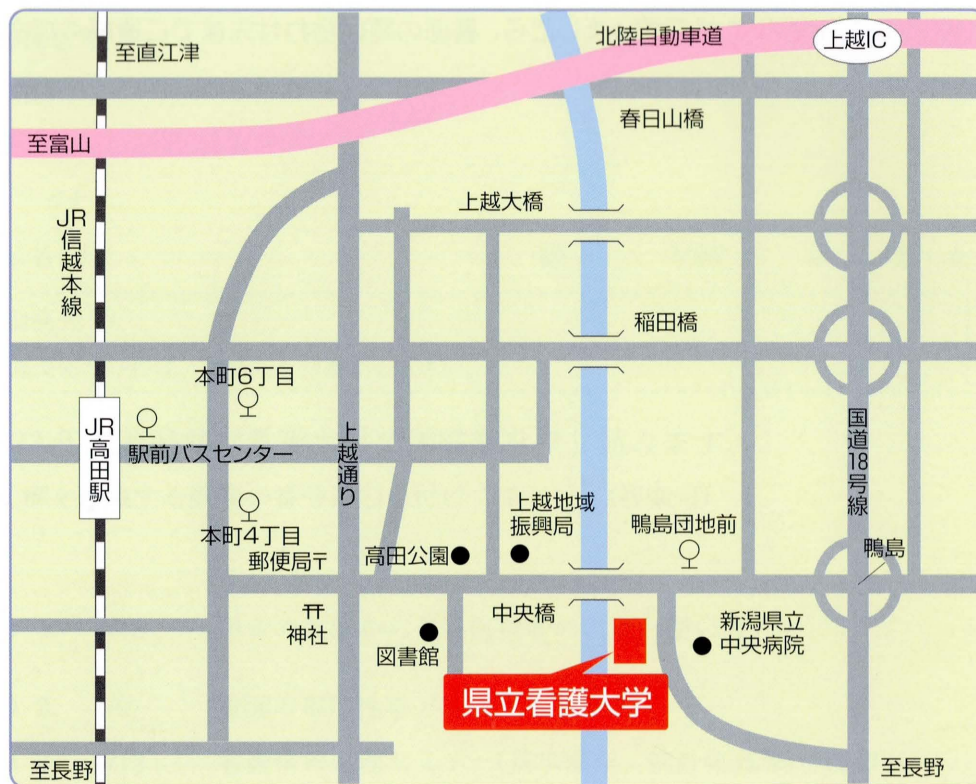 北陸自動車道
上越IC
至直江津
春日山橋
至富山
上越大橋
JR信越本線
稲田橋
本町6丁目
JR高田駅
駅前バスセンター
上越通り
国道18号線
本町4丁目
上越地域
振興局
鴨島団地前
郵便局〒
高田公園
鴨島
神社
中央橋
図書館
新潟県立
中央病院
県立看護大学
至長野
至長野